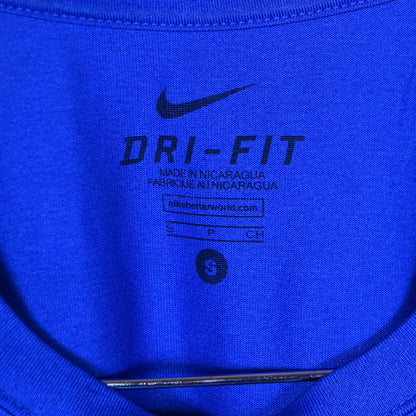 DRI-FIT
MADE IN NICARAGUA
FABRIQUE AU NICARAGUA
nikebetterworld.com
S P CH
S